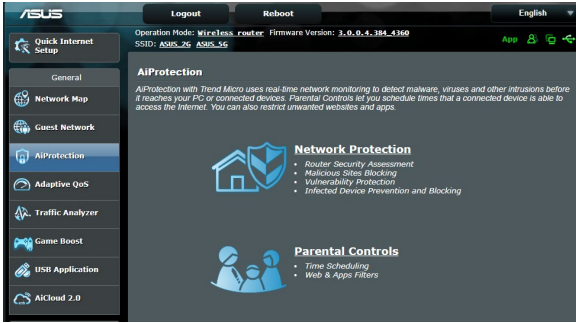 ASUS
Logout
Reboot
English
Quick Internet
Setup
Operation Mode: Wireless router Firmware Version: 3.0.0.4.384_4360
SSID: ASUS_2G ASUS_5G
App
General
Network Map
Guest Network
AiProtection
Adaptive QoS
Traffic Analyzer
Game Boost
USB Application
AiCloud 2.0
AiProtection
AiProtection with Trend Micro uses real-time network monitoring to detect malware, viruses and other intrusions before
it reaches your PC or connected devices. Parental Controls let you schedule times that a connected device is able to
access the Internet. You can also restrict unwanted websites and apps.
Network Protection
• Router Security Assessment
• Malicious Sites Blocking
• Vulnerability Protection
• Infected Device Prevention and Blocking
Parental Controls
• Time Scheduling
• Web & Apps Filters